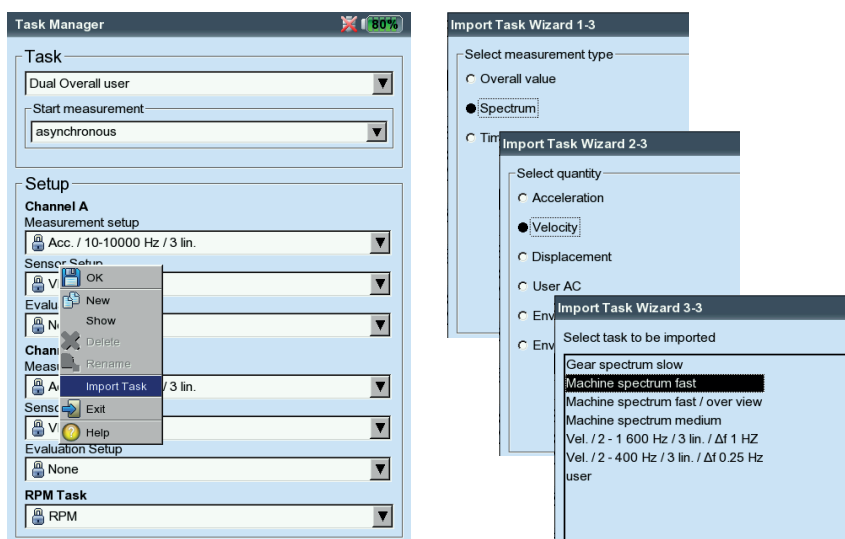 Task Manager
80%
Task
Dual Overall user
Start measurement
asynchronous
Setup
Channel A
Measurement setup
Acc. / 10-10000 Hz / 3 lin.
Sensor Setup
V
OK
New
Show
Delete
Rename
Import Task
Exit
Help
/ 3 lin.
Evaluation Setup
None
RPM Task
RPM
Import Task Wizard 1-3
Select measurement type
Overall value
Spectrum
Tim
Import Task Wizard 2-3
Select quantity
Acceleration
Velocity
Displacement
User AC
Env
Env
Import Task Wizard 3-3
Select task to be imported
Gear spectrum slow
Machine spectrum fast
Machine spectrum fast / over view
Machine spectrum medium
Vel. / 2 - 1 600 Hz / 3 lin. / Δf 1 HZ
Vel. / 2 - 400 Hz / 3 lin. / Δf 0.25 Hz
user